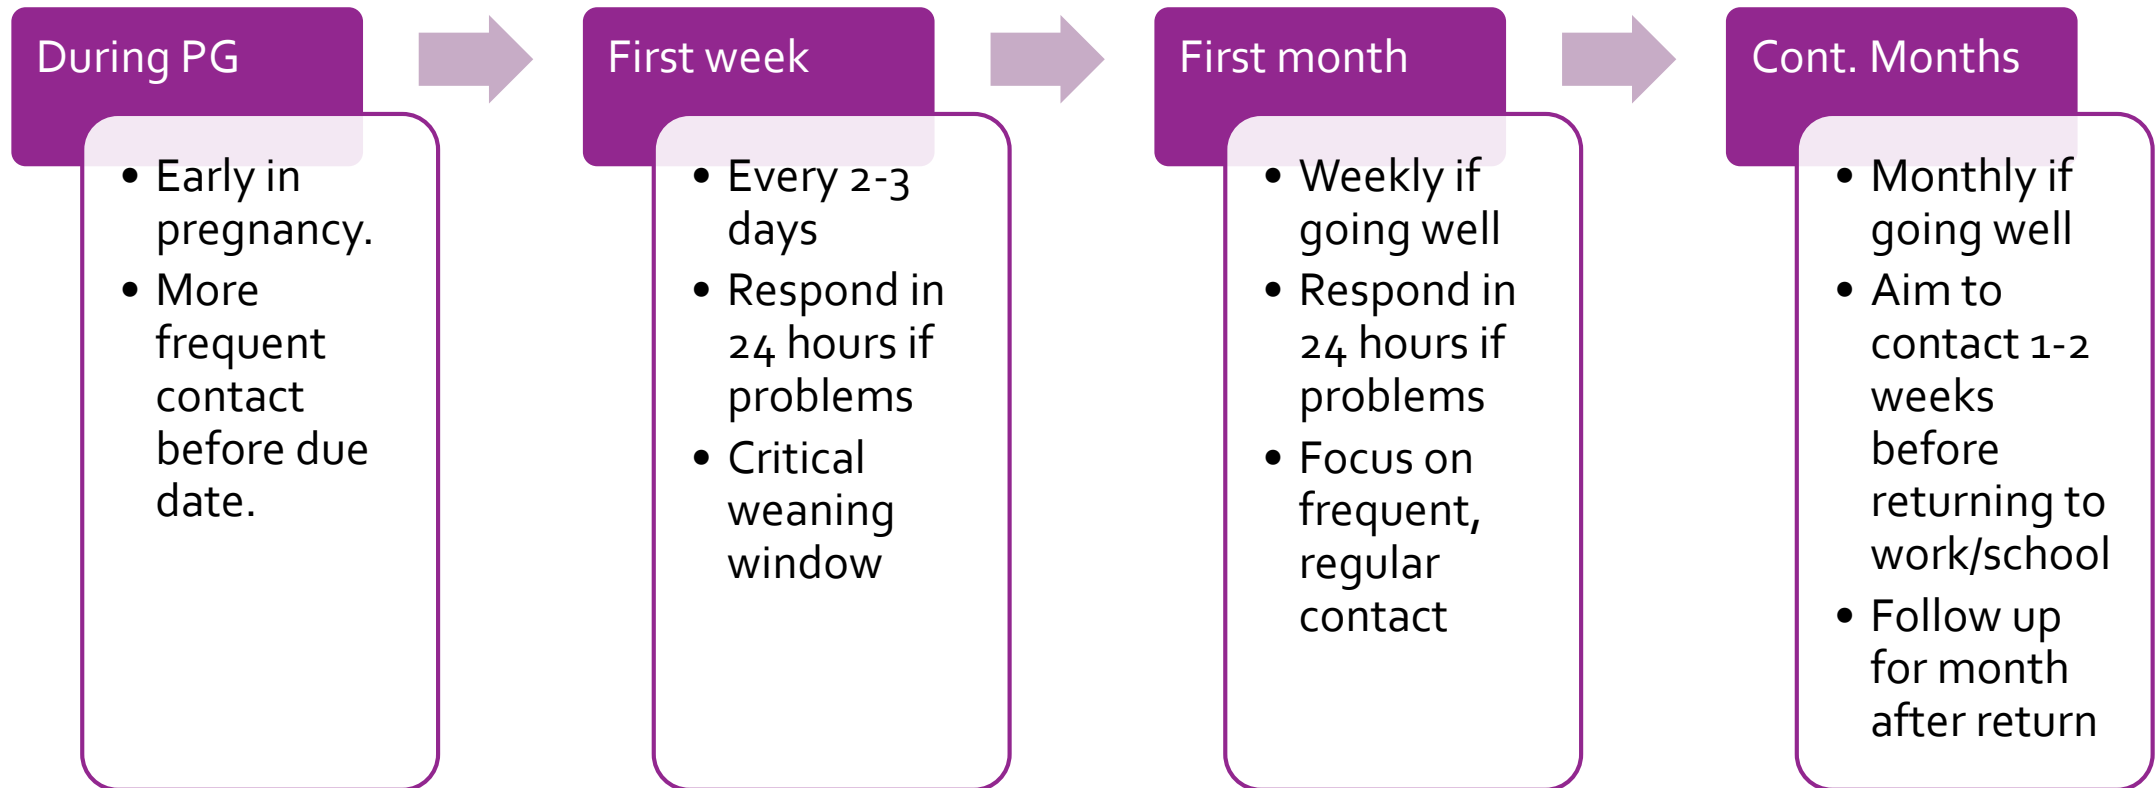 During PG
• Early in
pregnancy.
• More
frequent
contact
before due
date.
First week
• Every 2-3
days
• Respond in
24 hours if
problems
• Critical
weaning
window
First month
• Weekly if
going well
• Respond in
24 hours if
problems
• Focus on
frequent,
regular
contact
Cont. Months
• Monthly if
going well
• Aim to
contact 1-2
weeks
before
returning to
work/school
• Follow up
for month
after return